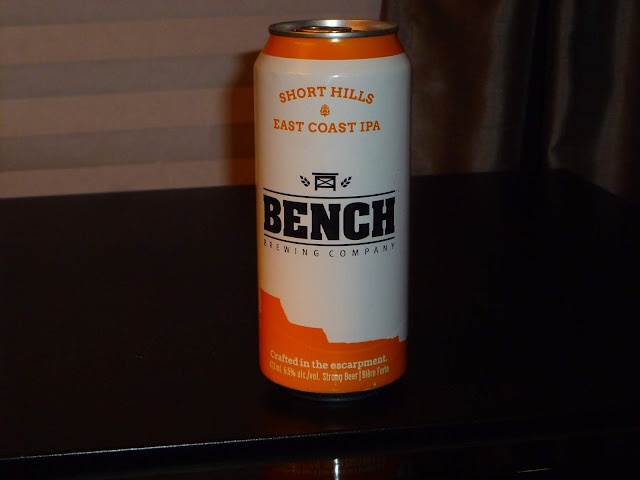 SHORT HILLS
EAST COAST IPA
BENCH
BREWING COMPANY
Crafted in the escarpment.
473 mL 6.5% alc./vol. Strong Beer | Bière Forte